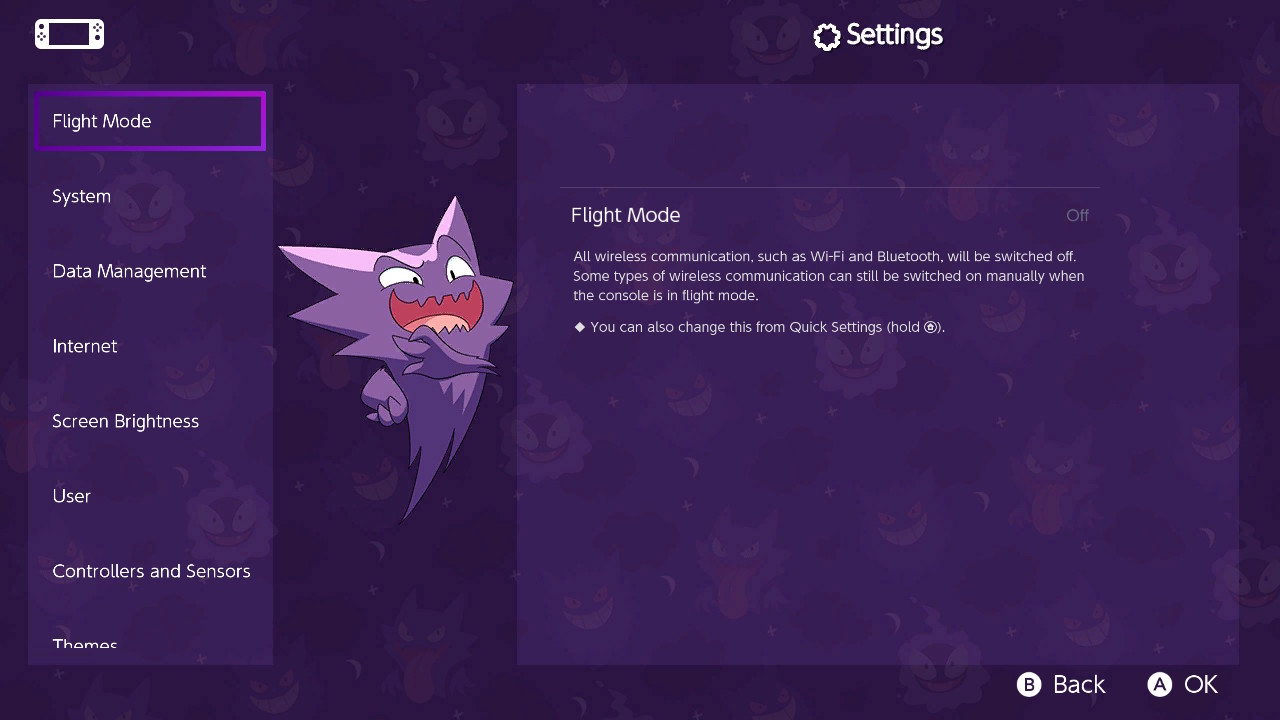 Settings
Flight Mode
System
Data Management
Internet
Screen Brightness
User
Controllers and Sensors
Themes
Flight Mode
Off
All wireless communication, such as Wi-Fi and Bluetooth, will be switched off.
Some types of wireless communication can still be switched on manually when
the console is in flight mode.
◆ You can also change this from Quick Settings (hold ).
B Back
A OK